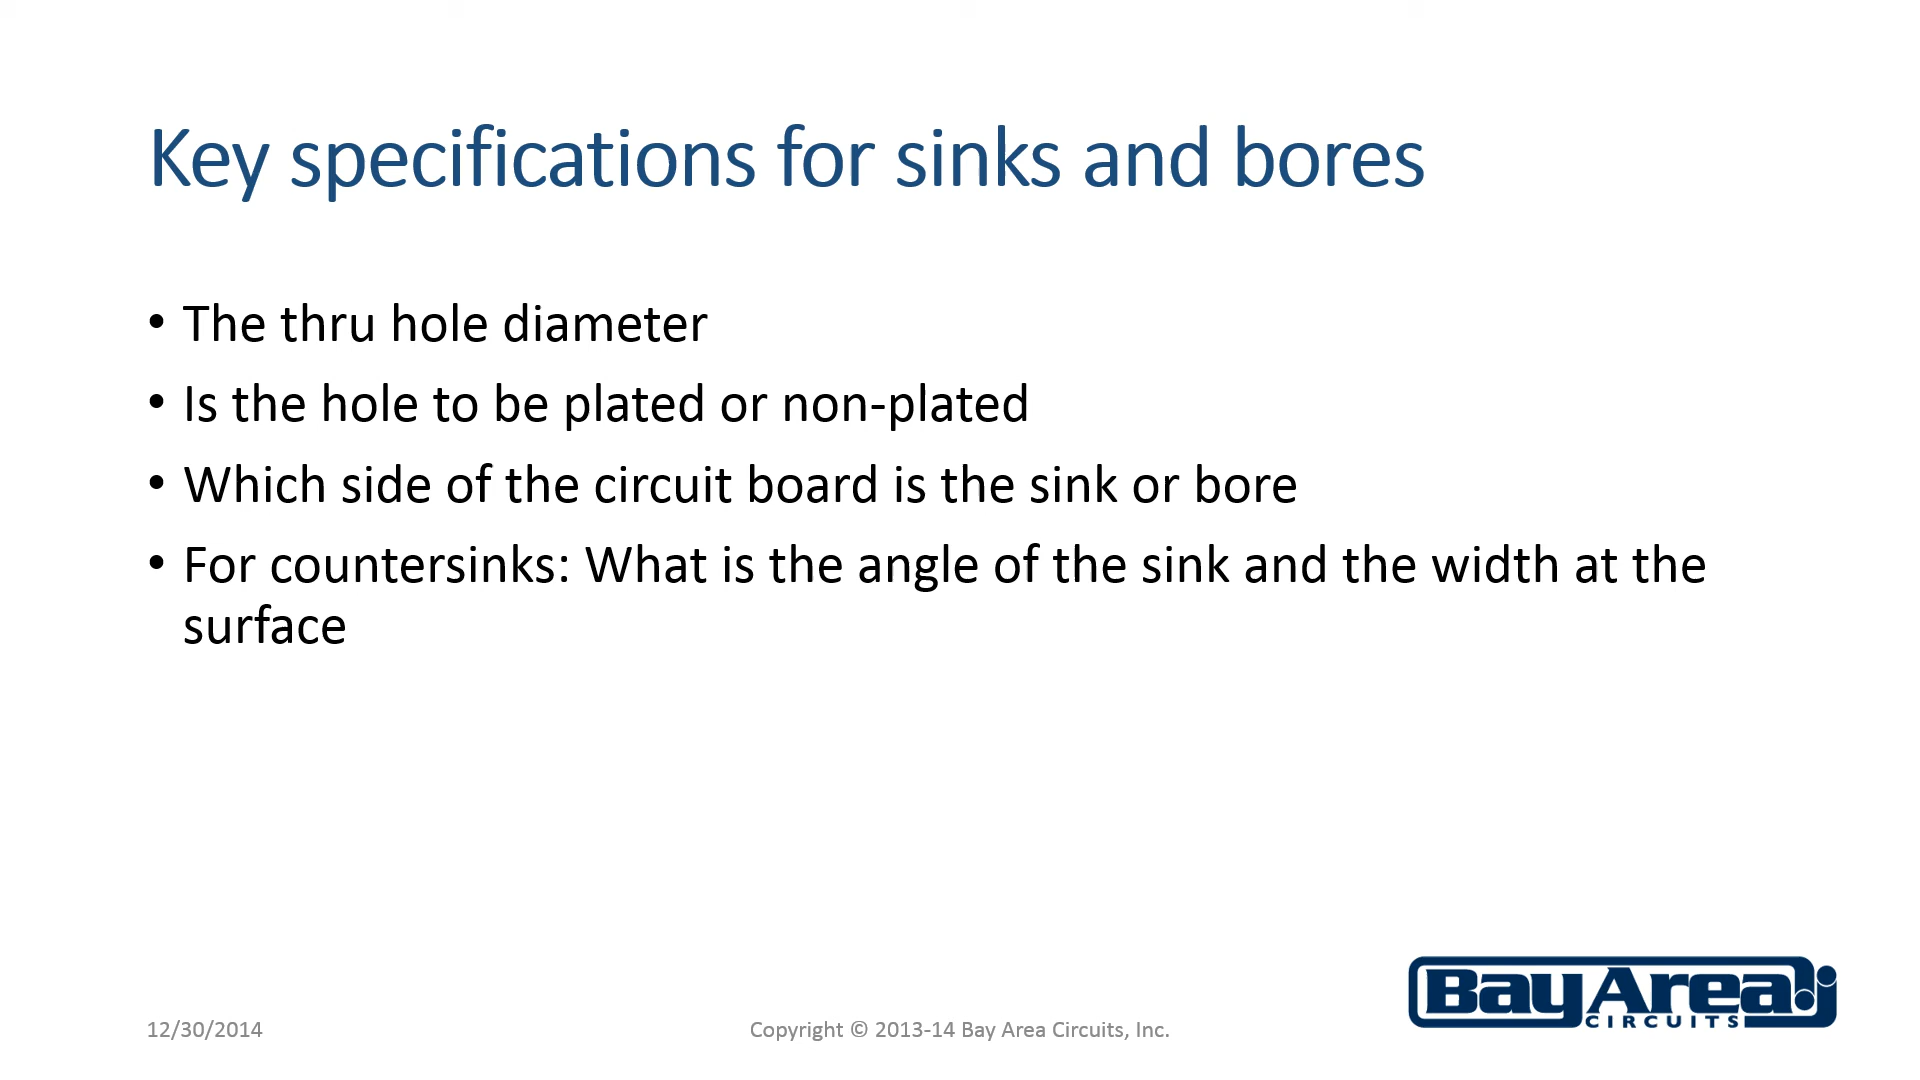 Key specifications for sinks and bores
• The thru hole diameter
• Is the hole to be plated or non-plated
• Which side of the circuit board is the sink or bore
• For countersinks: What is the angle of the sink and the width at the
surface
Bay Area
CIRCUITS
12/30/2014
Copyright © 2013-14 Bay Area Circuits, Inc.